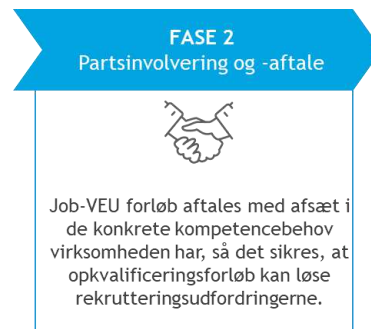 FASE 2
Partsinvolvering og -aftale
Job-VEU forløb aftales med afsæt i
de konkrete kompetencebehov
virksomheden har, så det sikres, at
opkvalificeringsforløb kan løse
rekrutteringsudfordringerne.